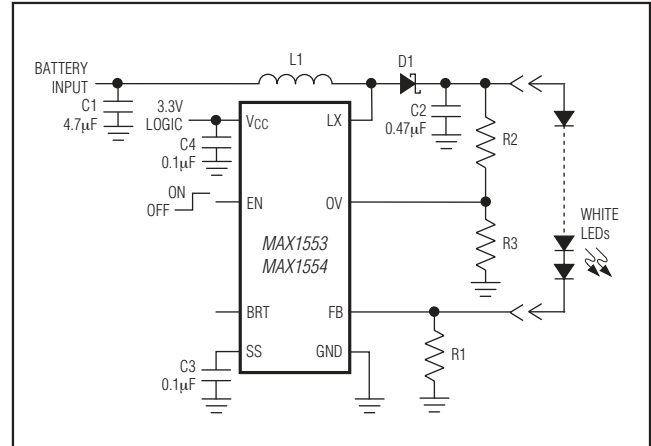 L1
D1
BATTERY
INPUT
C1
4.7µF
3.3V
LOGIC
VCC
LX
C2
0.47µF
R2
C4
0.1µF
ON
OFF
EN
OV
WHITE
LEDs
MAX1553
MAX1554
R3
BRT
FB
SS
GND
R1
C3
0.1µF